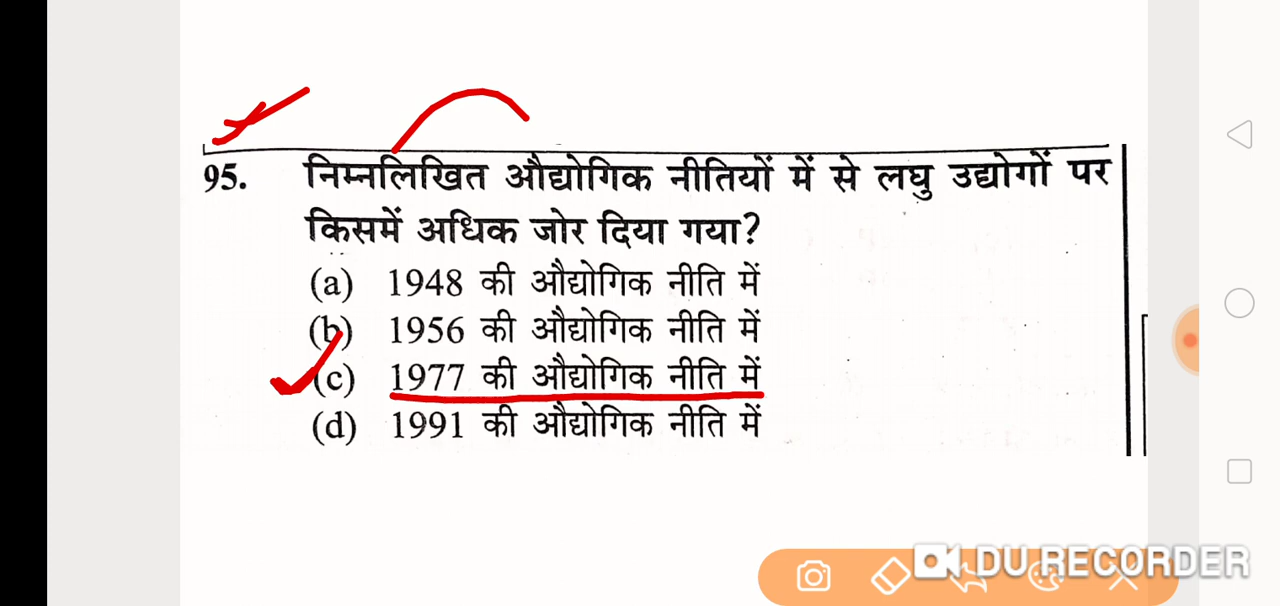 95. निम्नलिखित औद्योगिक नीतियों में से लघु उद्योगों पर
किसमें अधिक जोर दिया गया?
(a) 1948 की औद्योगिक नीति में
(b) 1956 की औद्योगिक नीति में
(c) 1977 की औद्योगिक नीति में
(d) 1991 की औद्योगिक नीति में
DU RECORDER